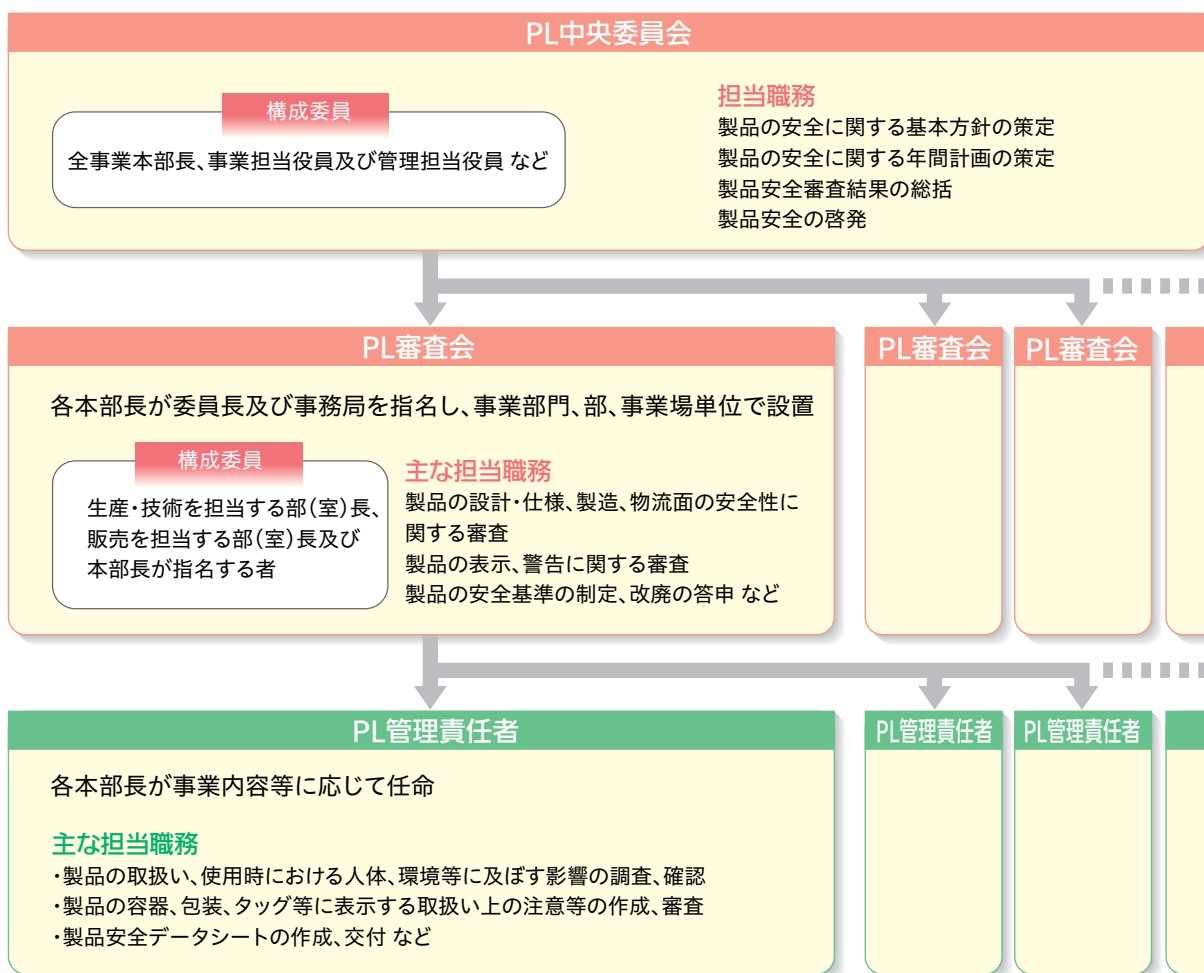 PL中央委員会
構成委員
全事業本部長、事業担当役員及び管理担当役員 など
担当職務
製品の安全に関する基本方針の策定
製品の安全に関する年間計画の策定
製品安全審査結果の総括
製品安全の啓発
PL審査会
各本部長が委員長及び事務局を指名し、事業部門、部、事業場単位で設置
構成委員
生産・技術を担当する部(室)長、
販売を担当する部(室)長及び
本部長が指名する者
主な担当職務
製品の設計・仕様、製造、物流面の安全性に
関する審査
製品の表示、警告に関する審査
製品の安全基準の制定、改廃の答申 など
PL審査会
PL審査会
PL管理責任者
各本部長が事業内容等に応じて任命
主な担当職務
・製品の取扱い、使用時における人体、環境等に及ぼす影響の調査、確認
・製品の容器、包装、タッグ等に表示する取扱い上の注意等の作成、審査
・製品安全データシートの作成、交付 など
PL管理責任者
PL管理責任者